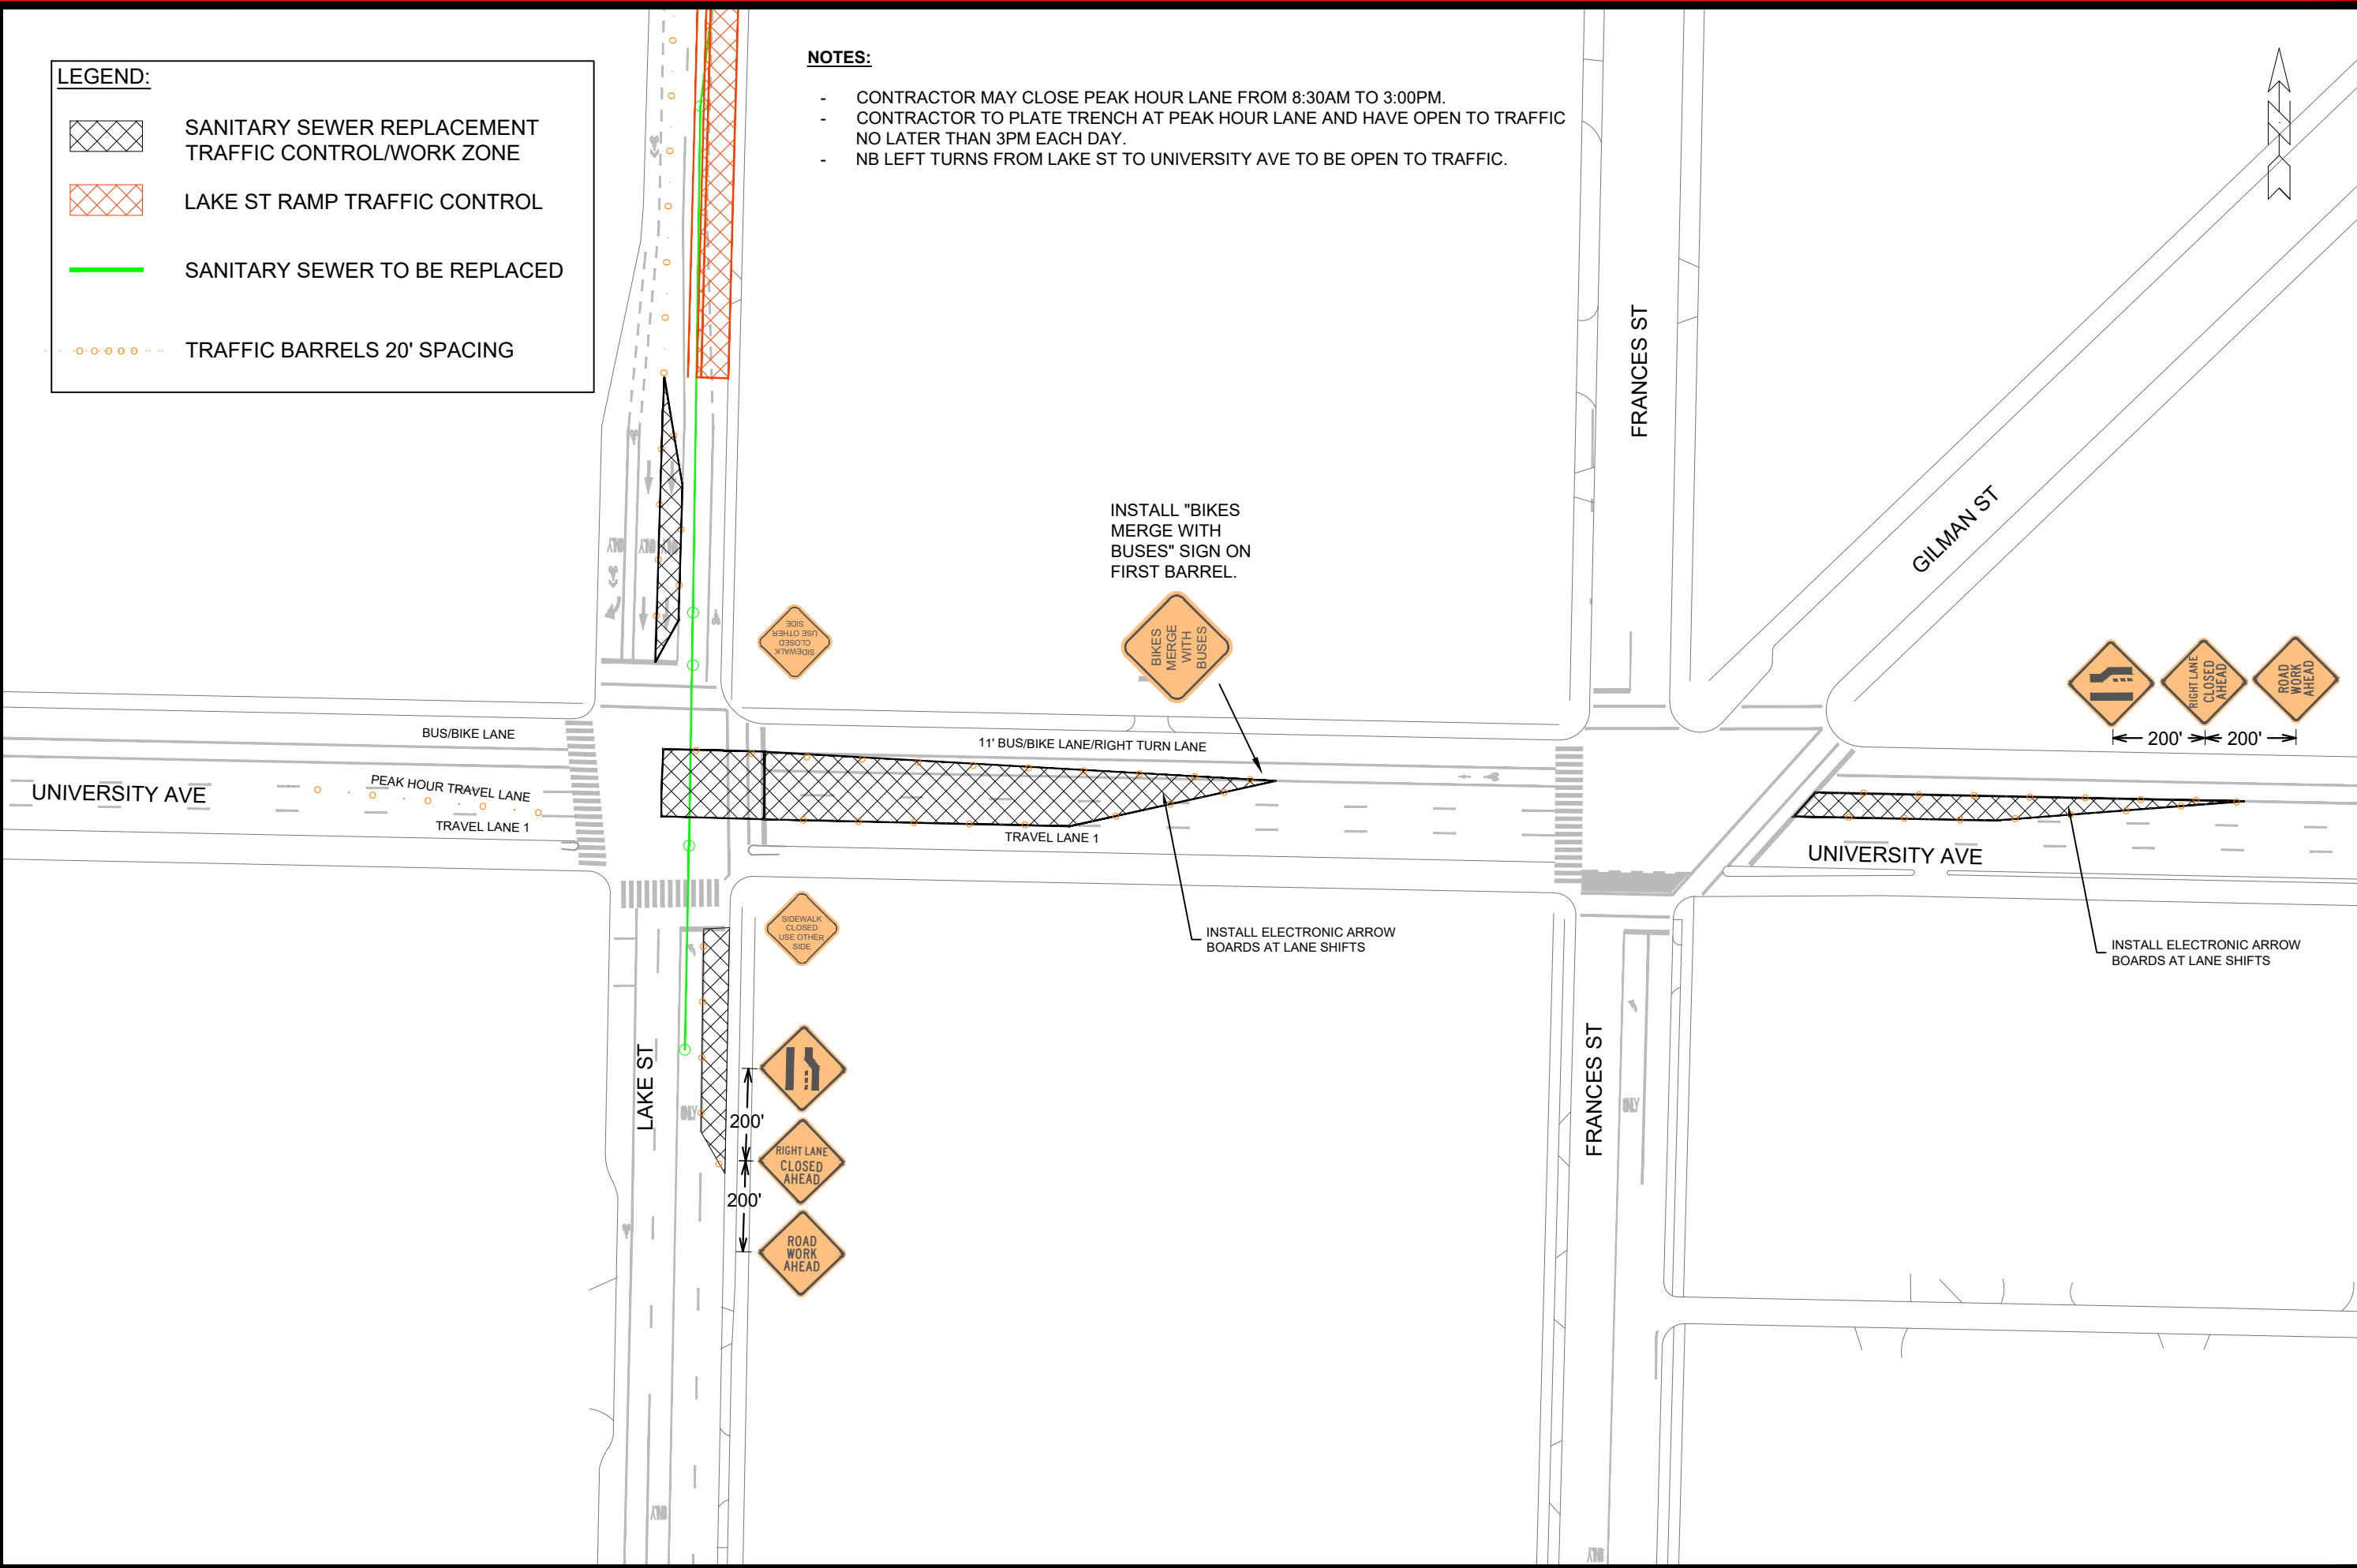 LEGEND:
SANITARY SEWER REPLACEMENT
TRAFFIC CONTROL/WORK ZONE
LAKE ST RAMP TRAFFIC CONTROL
SANITARY SEWER TO BE REPLACED
TRAFFIC BARRELS 20' SPACING
NOTES:
- CONTRACTOR MAY CLOSE PEAK HOUR LANE FROM 8:30AM TO 3:00PM.
- CONTRACTOR TO PLATE TRENCH AT PEAK HOUR LANE AND HAVE OPEN TO TRAFFIC
NO LATER THAN 3PM EACH DAY.
- NB LEFT TURNS FROM LAKE ST TO UNIVERSITY AVE TO BE OPEN TO TRAFFIC.
FRANCES ST
GILMAN ST
INSTALL "BIKES
MERGE WITH
BUSES" SIGN ON
FIRST BARREL.
ONLY
ONLY
ONLY
SIDEWALK
CLOSED
USE OTHER
SIDE
BIKES
MERGE
WITH
BUSES
RIGHT LANE
CLOSED
AHEAD
ROAD
WORK
AHEAD
200'
200'
BUS/BIKE LANE
11' BUS/BIKE LANE/RIGHT TURN LANE
UNIVERSITY AVE
PEAK HOUR TRAVEL LANE
TRAVEL LANE 1
TRAVEL LANE 1
UNIVERSITY AVE
SIDEWALK
CLOSED
USE OTHER
SIDE
INSTALL ELECTRONIC ARROW
BOARDS AT LANE SHIFTS
INSTALL ELECTRONIC ARROW
BOARDS AT LANE SHIFTS
LAKE ST
ONLY
200'
RIGHT LANE
CLOSED
AHEAD
200'
ROAD
WORK
AHEAD
FRANCES ST
ONLY
ONLY
ONLY